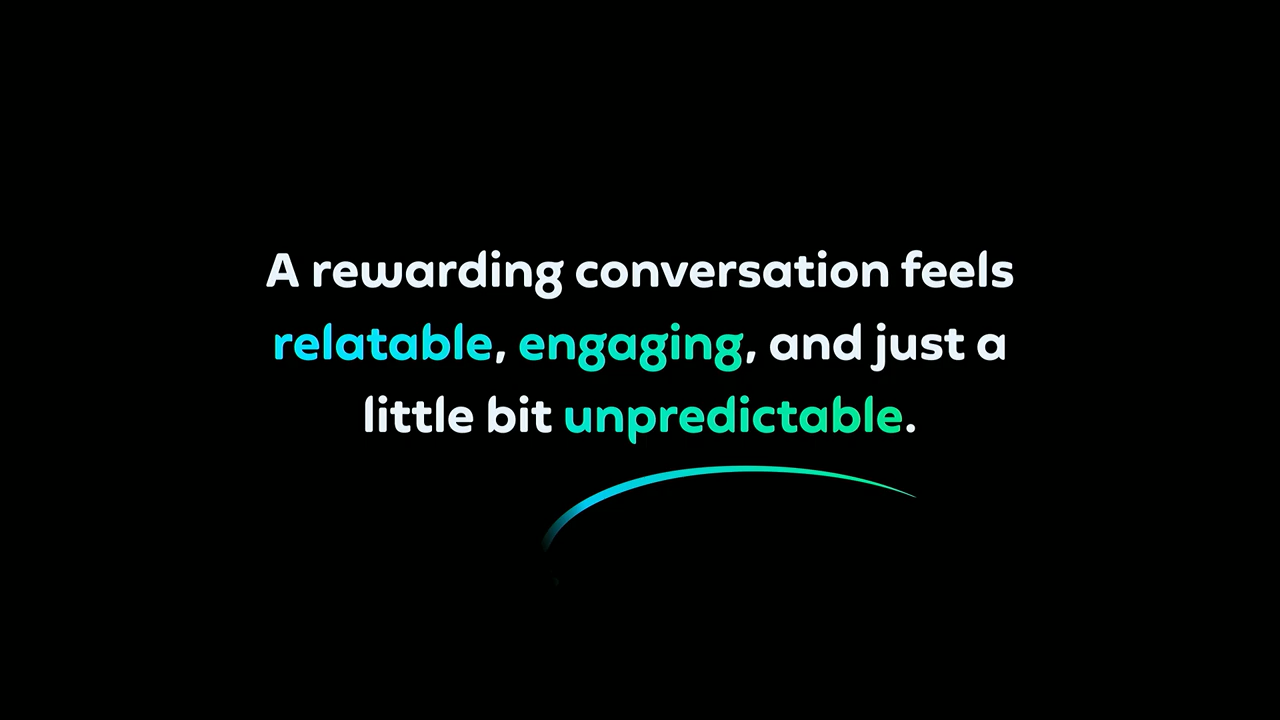 A rewarding conversation feels
relatable, engaging, and just a
little bit unpredictable.